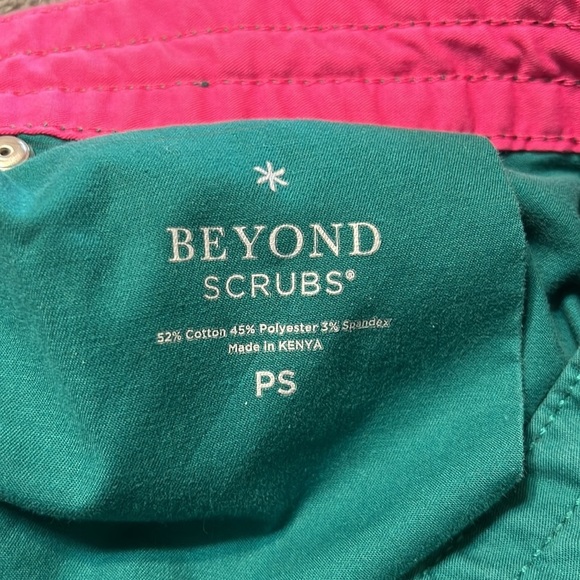 BEYOND
SCRUBS®
52% Cotton 45% Polyester 3% Spandex
Made in KENYA
PS